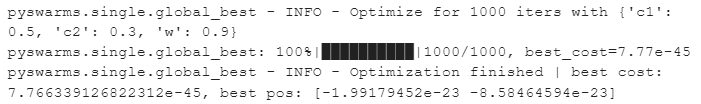 pyswarms.single.global_best - INFO - Optimize for 1000 iters with {'c1':
0.5, 'c2': 0.3, 'w': 0.9}
pyswarms.single.global_best: 100%|██████████|1000/1000, best_cost=7.77e-45
pyswarms.single.global_best - INFO - Optimization finished | best cost:
7.766339126822312e-45, best pos: [-1.99179452e-23 -8.58464594e-23]